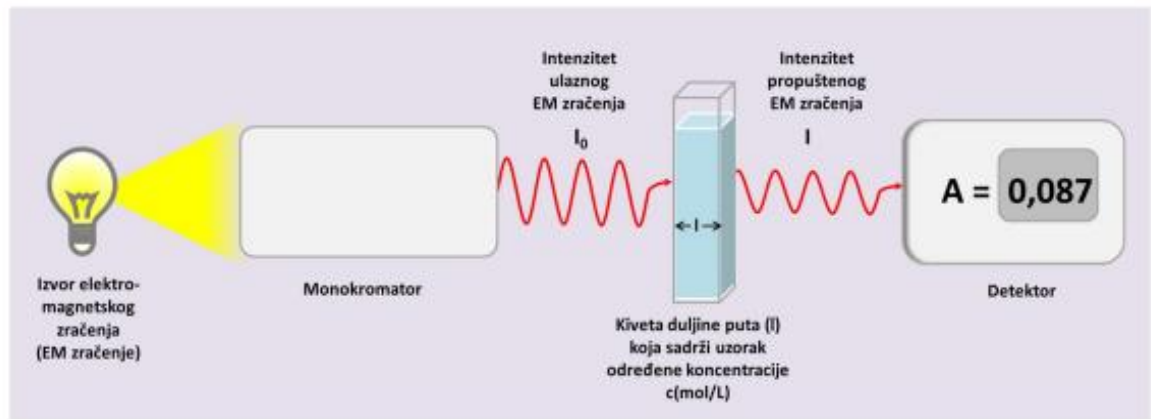 Intenzitet
ulaznog
EM zračenja
I0
Intenzitet
propuštenog
EM zračenja
I
l
A = 0,087
Izvor elektro-
magnetskog
zračenja
(EM zračenje)
Monokromator
Kiveta duljine puta (l)
koja sadrži uzorak
određene koncentracije
c(mol/L)
Detektor